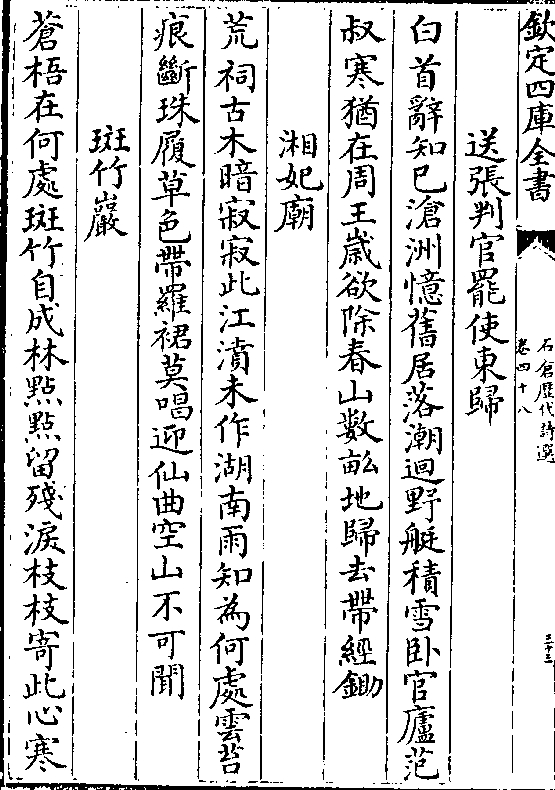 欽定四庫全書
石倉歷代詩選
卷四十八
三十三
送張判官罷使東歸
白首辭知己滄洲憶舊居落潮迴野艇積雪卧官廬范
叔寒猶在周王歲欲除春山數畝地歸去帶經鋤
湘妃廟
荒祠古木暗寂寂此江濆未作湖南雨知為何處雲苔
痕斷珠履草色帶羅裙莫唱迎仙曲空山不可聞
斑竹巖
蒼梧在何處斑竹自成林點點留殘淚枝枝寄此心寒